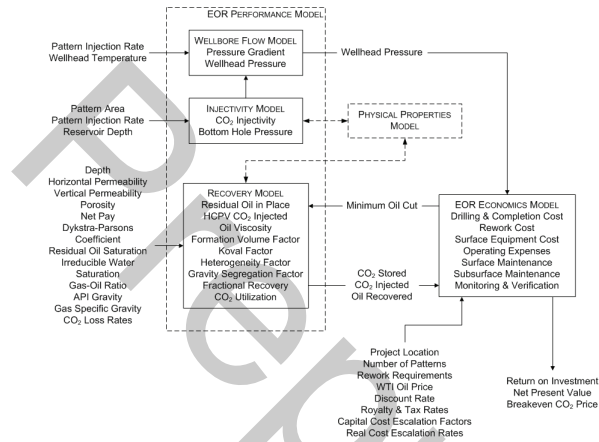 EOR PERFORMANCE MODEL
Pattern Injection Rate
Wellhead Temperature
WELLBORE FLOW MODEL
Pressure Gradient
Wellhead Pressure
Wellhead Pressure
Pattern Area
Pattern Injection Rate
Reservoir Depth
INJECTIVITY MODEL
CO2 Injectivity
Bottom Hole Pressure
PHYSICAL PROPERTIES
MODEL
Depth
Horizontal Permeability
Vertical Permeability
Porosity
Net Pay
Dykstra-Parsons
Coefficient
Residual Oil Saturation
Irreducible Water
Saturation
Gas-Oil Ratio
API Gravity
Gas Specific Gravity
CO2 Loss Rates
RECOVERY MODEL
Residual Oil in Place
HCPV CO2 Injected
Oil Viscosity
Formation Volume Factor
Koval Factor
Heterogeneity Factor
Gravity Segregation Factor
Fractional Recovery
CO2 Utilization
Minimum Oil Cut
CO2 Stored
CO2 Injected
Oil Recovered
EOR ECONOMICS MODEL
Drilling & Completion Cost
Rework Cost
Surface Equipment Cost
Operating Expenses
Surface Maintenance
Subsurface Maintenance
Monitoring & Verification
Project Location
Number of Patterns
Rework Requirements
WTI Oil Price
Discount Rate
Royalty & Tax Rates
Capital Cost Escalation Factors
Real Cost Escalation Rates
Return on Investment
Net Present Value
Breakeven CO2 Price